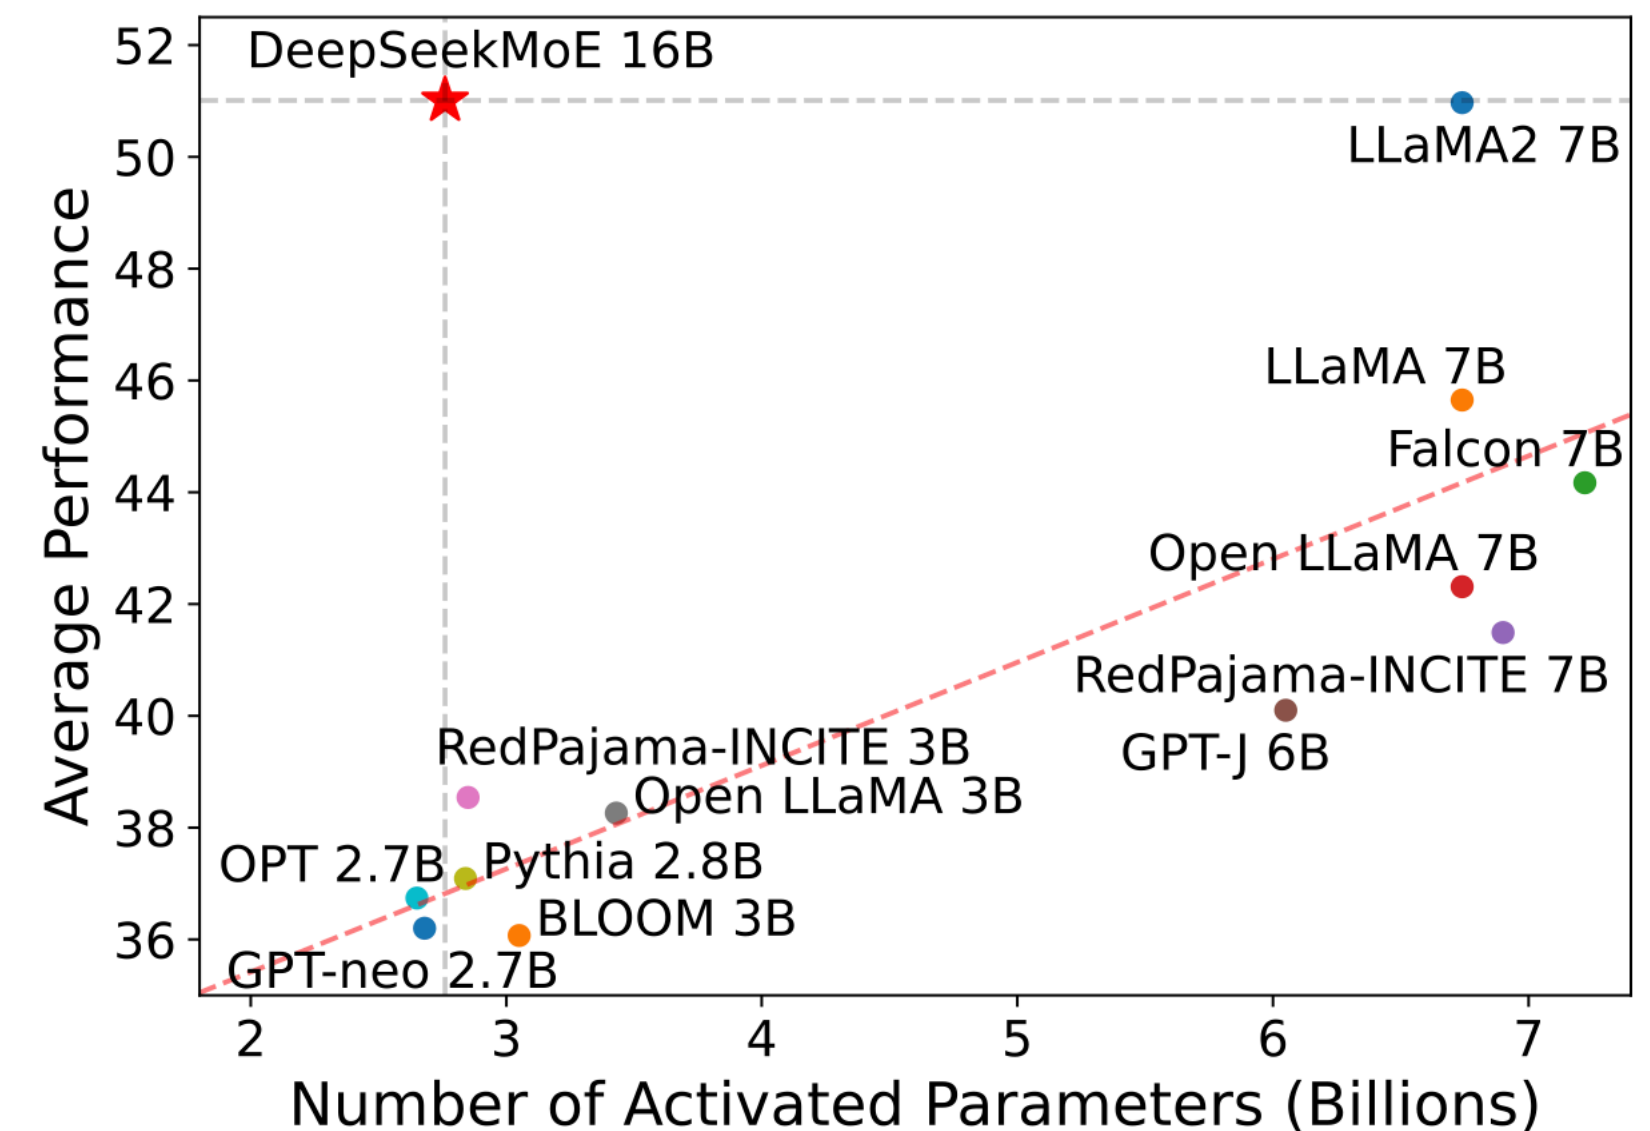 52
DeepSeekMoE 16B
50
LLaMA2 7B
48
46
LLaMA 7B
Falcon 7B
44
Open LLaMA 7B
42
RedPajama-INCITE 7B
40
GPT-J 6B
RedPajama-INCITE 3B
Open LLaMA 3B
38
OPT 2.7B
Pythia 2.8B
BLOOM 3B
36
GPT-neo 2.7B
Average Performance
2 3 4 5 6 7
Number of Activated Parameters (Billions)